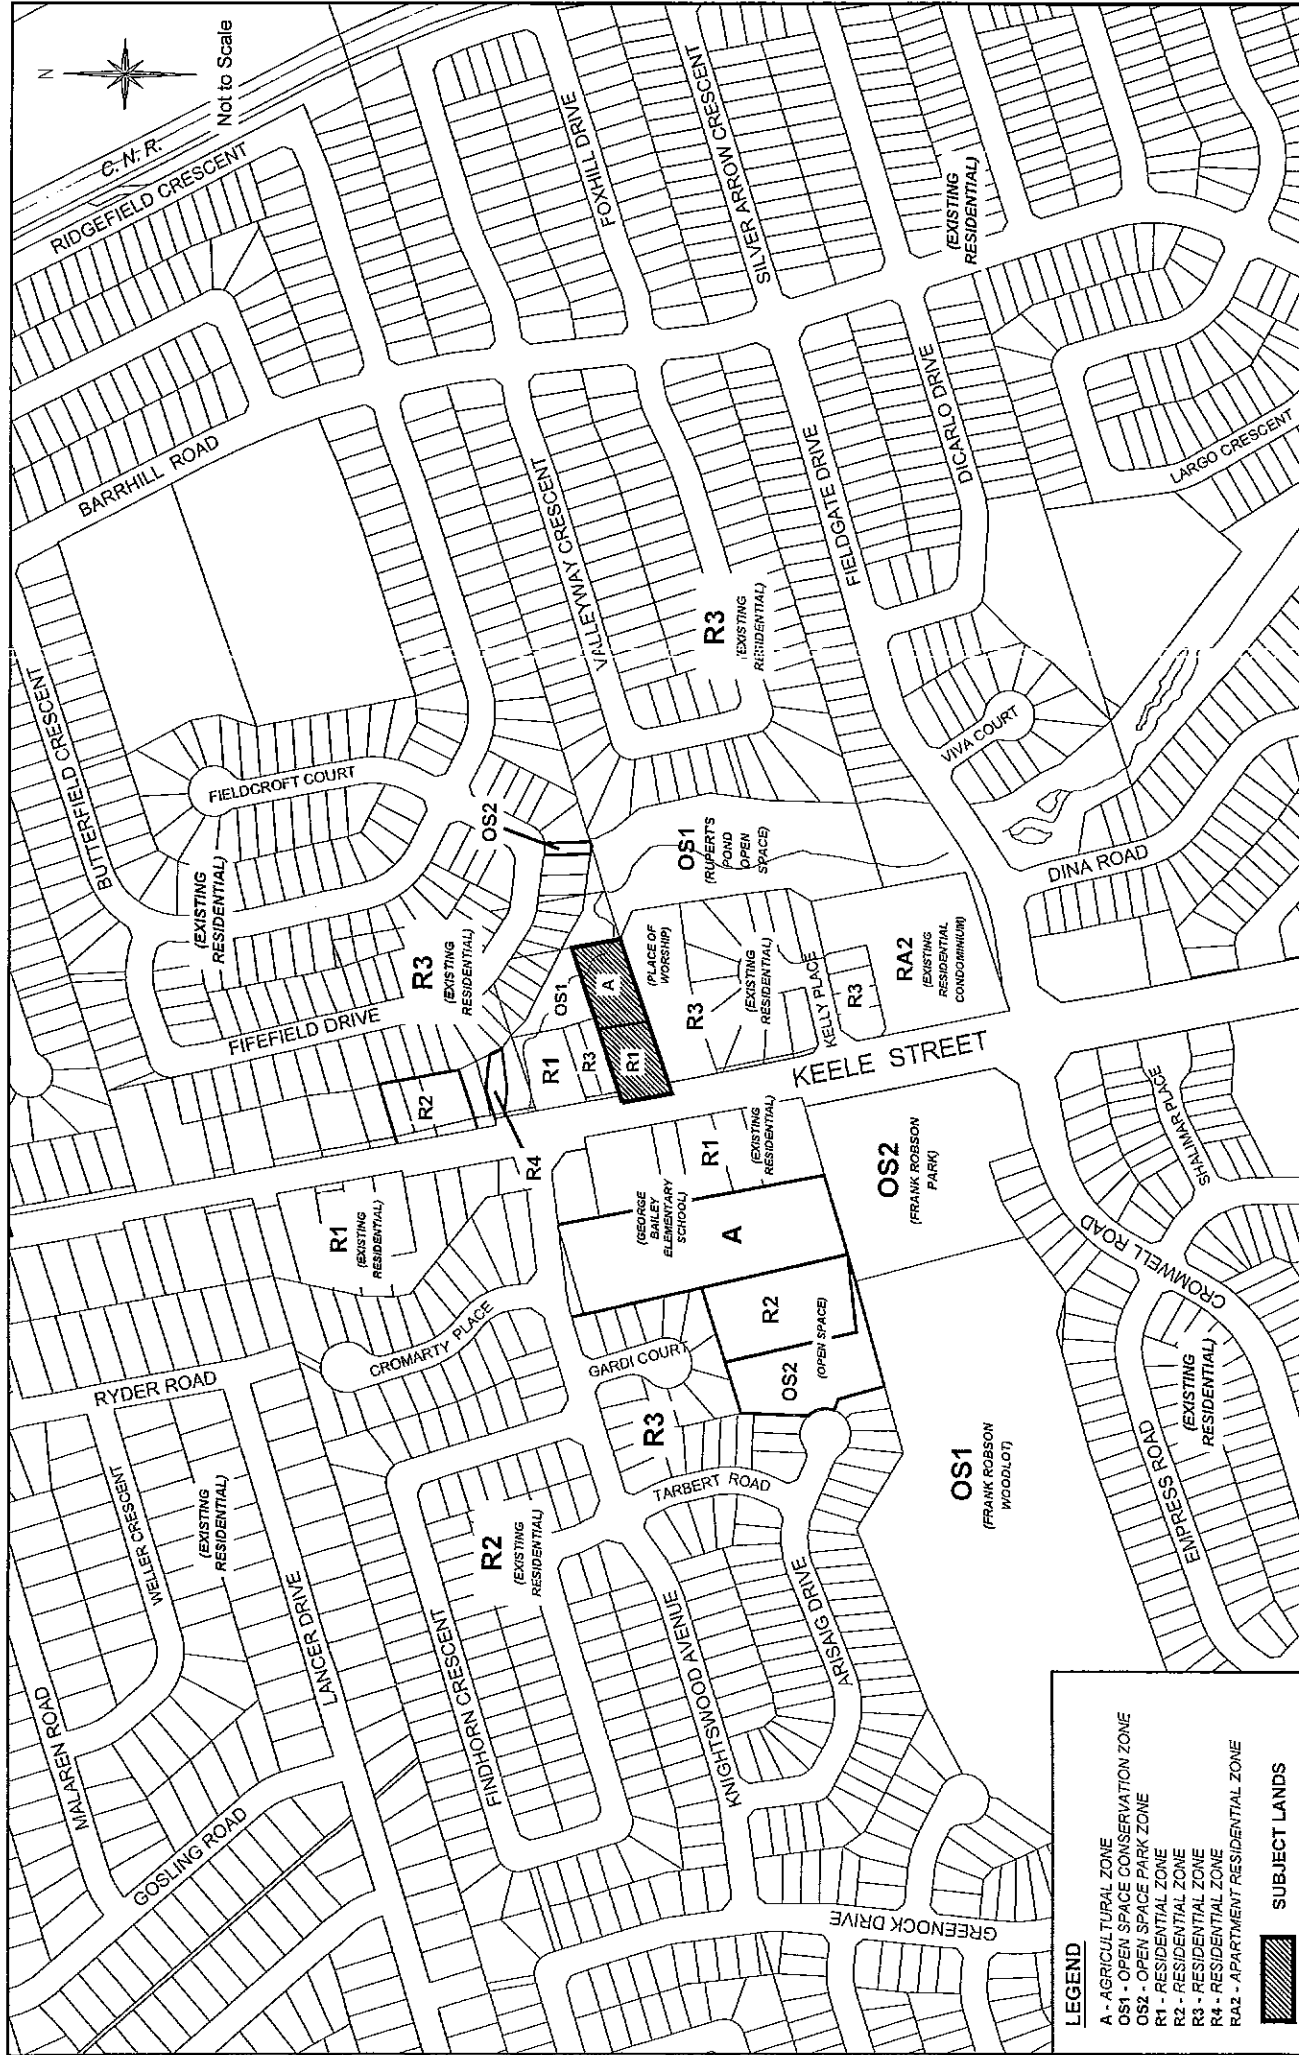 N
Not to Scale
C. N. R.
RIDGEFIELD CRESCENT
FOXHILL DRIVE
SILVER ARROW CRESCENT
(EXISTING
RESIDENTIAL)
BARRHILL ROAD
VALLEYWAY CRESCENT
FIELDGATE DRIVE
DICARLO DRIVE
LARGO CRESCENT
BUTTERFIELD CRESCENT
FIELDCROFT COURT
R3
(EXISTING
RESIDENTIAL)
VIVA COURT
(EXISTING
RESIDENTIAL)
OS2
OS1
(RUPERT'S
POND
OPEN
SPACE)
DINA ROAD
FIFEFIELD DRIVE
R3
(EXISTING
RESIDENTIAL)
OS1
A
(PLACE OF
WORSHIP)
R3
(EXISTING
RESIDENTIAL)
KELLY PLACE
R3
RA2
(EXISTING
RESIDENTIAL
CONDOMINIUM)
R2
R4
R1
R3
R1
KEELE STREET
R1
(EXISTING
RESIDENTIAL)
R1
(EXISTING
RESIDENTIAL)
(GEORGE
BAILEY
ELEMENTARY
SCHOOL)
A
OS2
(FRANK ROBSON
PARK)
SHALIMAR PLACE
CROMWELL ROAD
RYDER ROAD
CROMARTY PLACE
GARDI COURT
R2
OS2
(OPEN SPACE)
WELLER CRESCENT
(EXISTING
RESIDENTIAL)
LANCER DRIVE
R2
(EXISTING
RESIDENTIAL)
R3
TARBERT ROAD
OS1
(FRANK ROBSON
WOODLOT)
EMPRESS ROAD
(EXISTING
RESIDENTIAL)
MALAREN ROAD
GOSLING ROAD
FINDHORN CRESCENT
KNIGHTSWOOD AVENUE
ARISAIG DRIVE
GREENOCK DRIVE
LEGEND
A - AGRICULTURAL ZONE
OS1 - OPEN SPACE CONSERVATION ZONE
OS2 - OPEN SPACE PARK ZONE
R1 - RESIDENTIAL ZONE
R2 - RESIDENTIAL ZONE
R3 - RESIDENTIAL ZONE
R4 - RESIDENTIAL ZONE
RA2 - APARTMENT RESIDENTIAL ZONE
SUBJECT LANDS